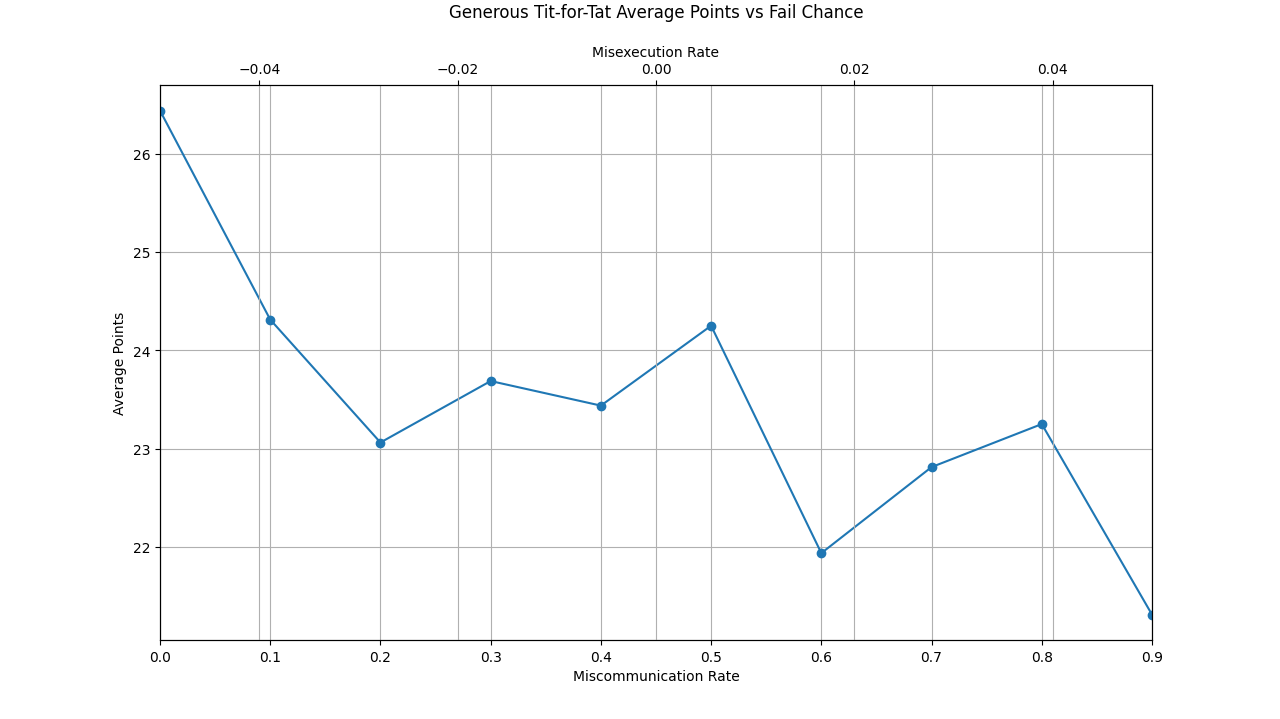 Generous Tit-for-Tat Average Points vs Fail Chance
Misexecution Rate
−0.04 −0.02 0.00 0.02 0.04
26
25
24
23
22
Average Points
0.0 0.1 0.2 0.3 0.4 0.5 0.6 0.7 0.8 0.9
Miscommunication Rate